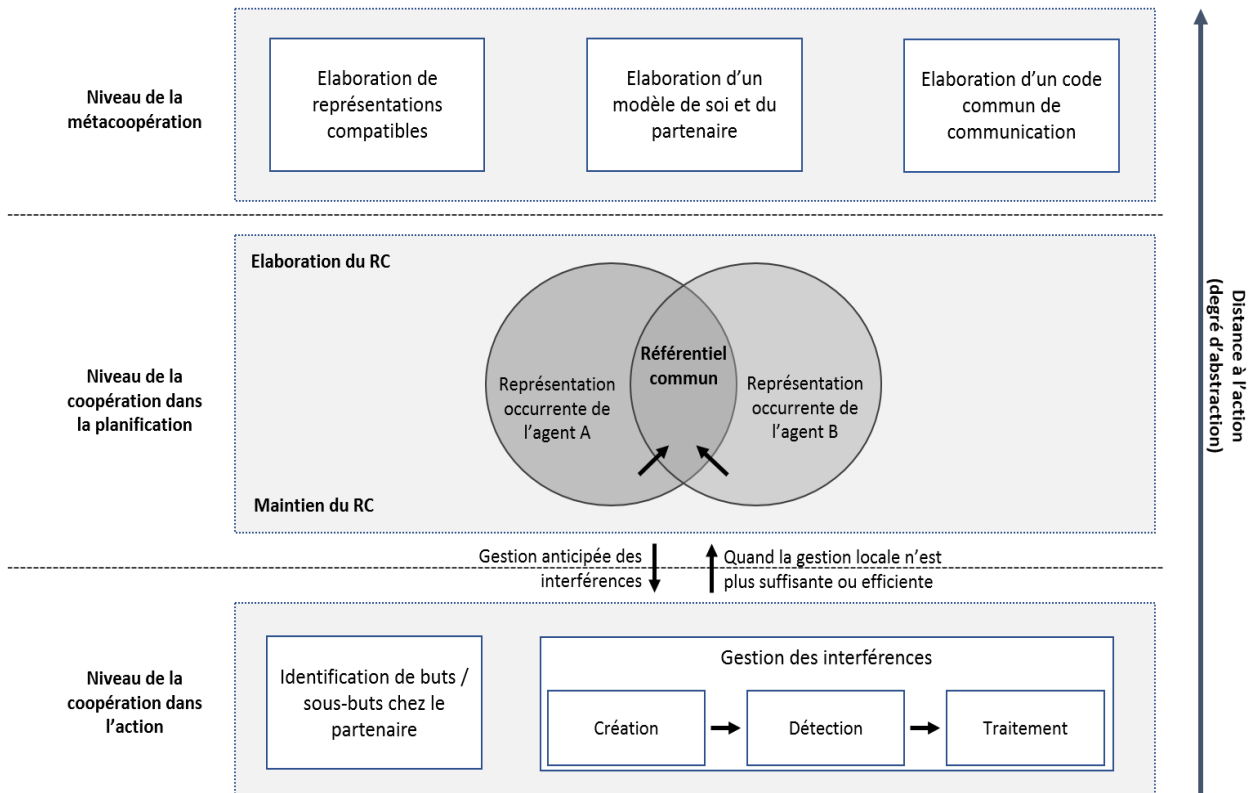 Niveau de la
métacoopération
Elaboration de
représentations
compatibles
Elaboration d'un
modèle de soi et du
partenaire
Elaboration d'un code
commun de
communication
Niveau de la
coopération dans
la planification
Elaboration du RC
Représentation
occurrente de
l'agent A
Référentiel
commun
Représentation
occurrente de
l'agent B
Maintien du RC
Gestion anticipée des
interférences
Quand la gestion locale n'est
plus suffisante ou efficiente
Niveau de la
coopération dans
l'action
Identification de buts /
sous-buts chez le
partenaire
Gestion des interférences
Création
Détection
Traitement
Distance à l'action
(degré d'abstraction)